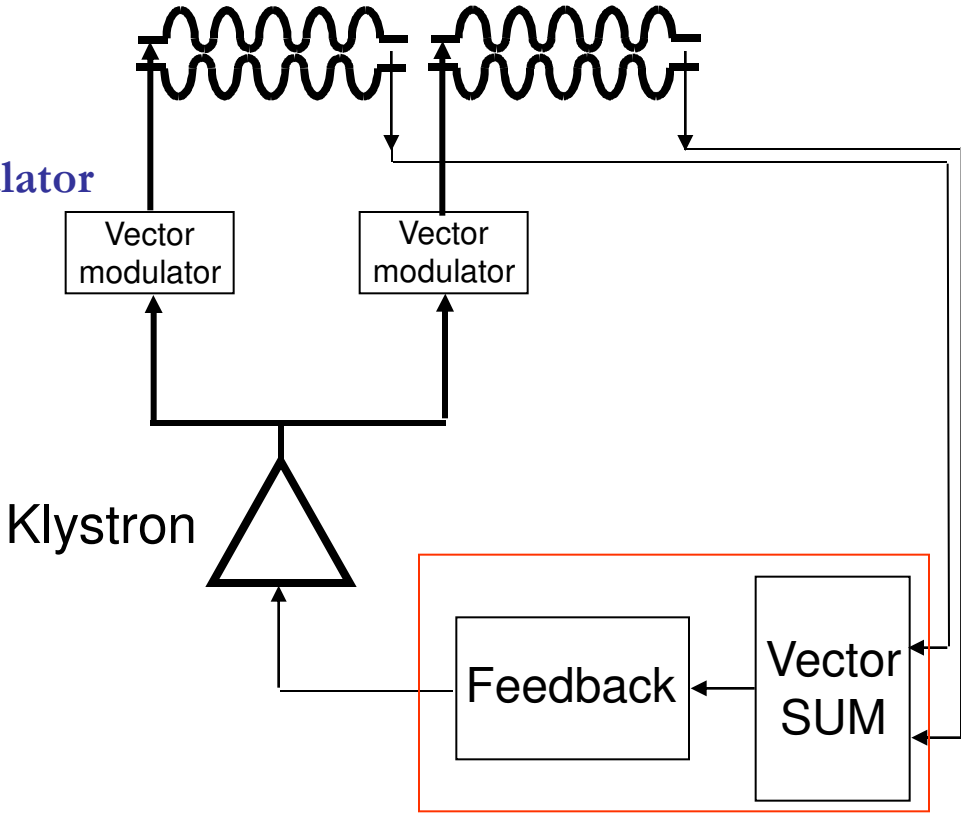 lator
Vector
modulator
Vector
modulator
Klystron
Feedback
Vector
SUM